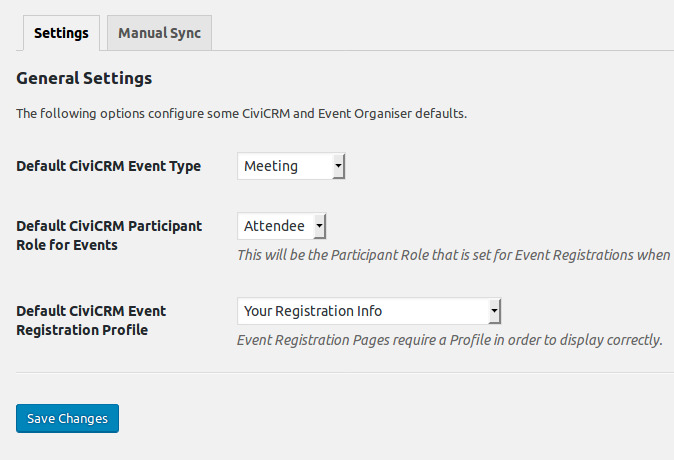 Settings
Manual Sync
General Settings
The following options configure some CiviCRM and Event Organiser defaults.
Default CiviCRM Event Type
Meeting
Default CiviCRM Participant
Role for Events
Attendee
This will be the Participant Role that is set for Event Registrations when
Default CiviCRM Event
Registration Profile
Your Registration Info
Event Registration Pages require a Profile in order to display correctly.
Save Changes